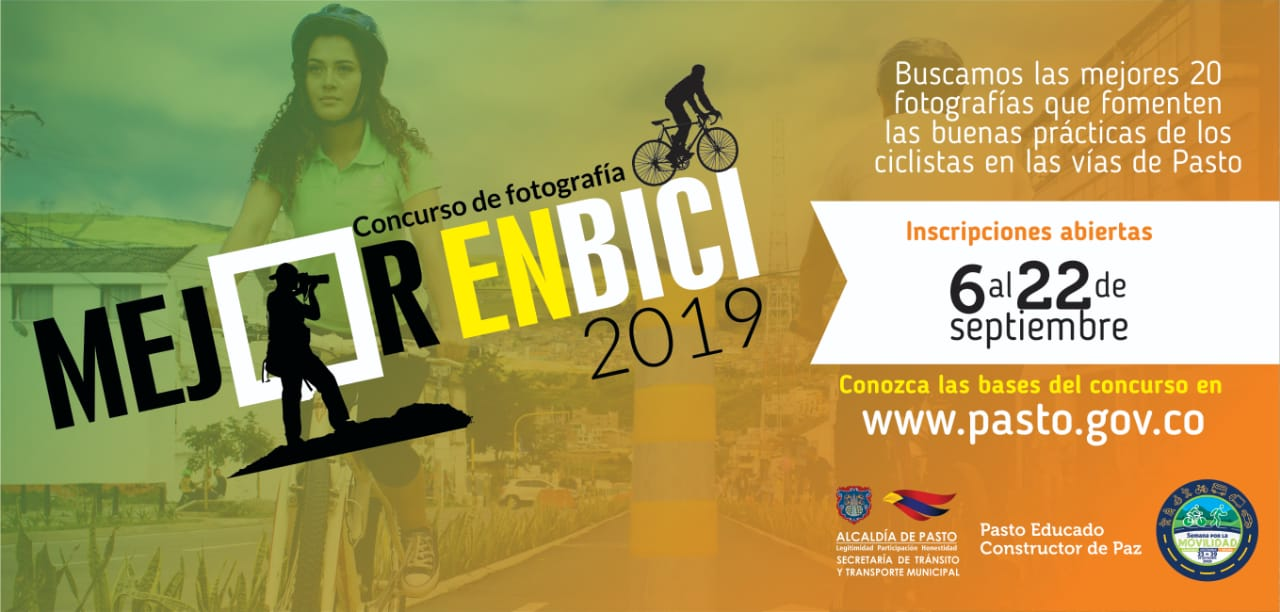 Concurso de fotografía
MEJOR ENBICI
2019
Buscamos las mejores 20
fotografías que fomenten
las buenas prácticas de los
ciclistas en las vías de Pasto
Inscripciones abiertas
6 al 22 de
septiembre
Conozca las bases del concurso en
www.pasto.gov.co
ALCALDÍA DE PASTO
Legitimidad Participación Honestidad
SECRETARÍA DE TRÁNSITO
Y TRANSPORTE MUNICIPAL
Pasto Educado
Constructor de Paz
Semana por la
MOVILIDAD